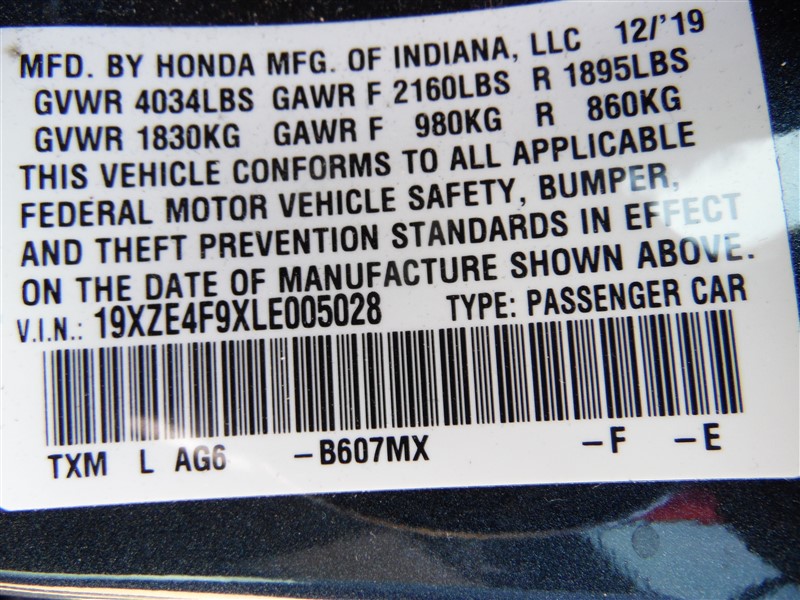 MFD. BY HONDA MFG. OF INDIANA, LLC 12/'19
GVWR 4034LBS GAWR F 2160LBS R 1895LBS
GVWR 1830KG GAWR F 980KG R 860KG
THIS VEHICLE CONFORMS TO ALL APPLICABLE
FEDERAL MOTOR VEHICLE SAFETY, BUMPER,
AND THEFT PREVENTION STANDARDS IN EFFECT
ON THE DATE OF MANUFACTURE SHOWN ABOVE.
V.I.N.: 19XZE4F9XLE005028 TYPE: PASSENGER CAR
TXM L AG6 -B607MX -F -E